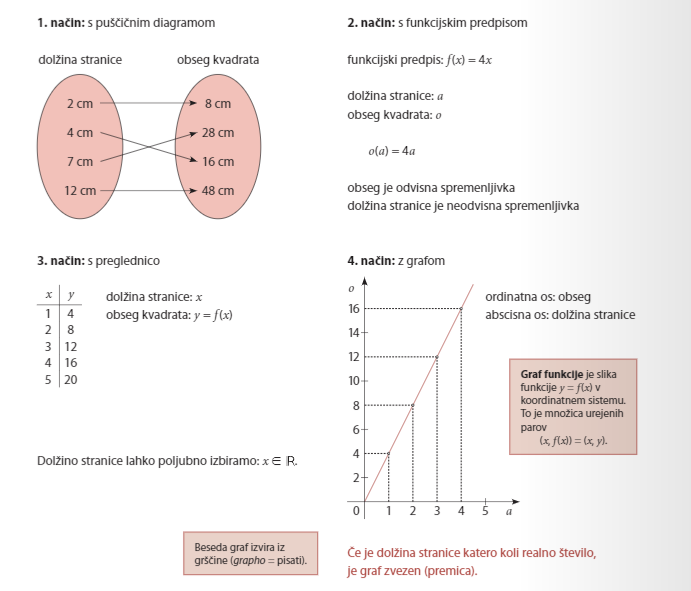 1. način: s puščičnim diagramom
dolžina stranice obseg kvadrata
2 cm 8 cm
4 cm 28 cm
7 cm 16 cm
12 cm 48 cm
2. način: s funkcijskim predpisom
funkcijski predpis: f(x) = 4x
dolžina stranice: a
obseg kvadrata: o
o(a) = 4a
obseg je odvisna spremenljivka
dolžina stranice je neodvisna spremenljivka
3. način: s preglednico
x y
1 4
2 8
3 12
4 16
5 20
dolžina stranice: x
obseg kvadrata: y = f(x)
Dolžino stranice lahko poljubno izbiramo: x ∈ ℝ.
Beseda graf izvira iz
grščine (grapho = pisati).
4. način: z grafom
o
16
14
12
10
8
6
4
2
0 1 2 3 4 5 a
ordinatna os: obseg
abscisna os: dolžina stranice
Graf funkcije je slika
funkcije y = f(x) v
koordinatnem sistemu.
To je množica urejenih
parov
(x, f(x)) = (x, y).
Če je dolžina stranice katero koli realno število,
je graf zvezen (premica).